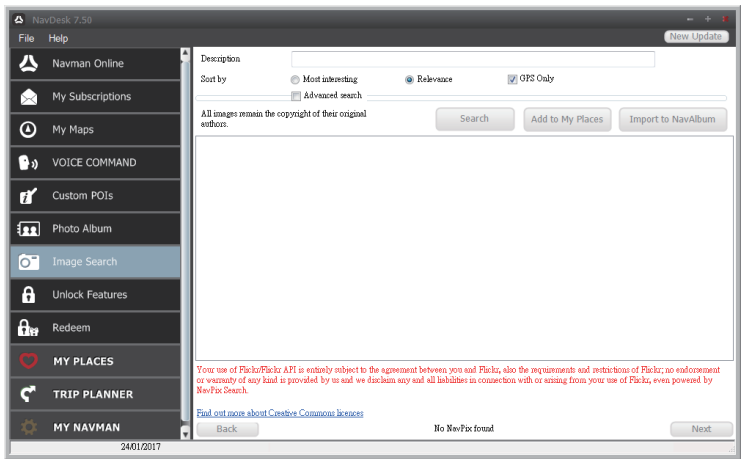 NavDesk 7.50
File Help
New Update
Navman Online
My Subscriptions
My Maps
VOICE COMMAND
Custom POIs
Photo Album
Image Search
Unlock Features
Redeem
MY PLACES
TRIP PLANNER
MY NAVMAN
Description
Sort by Most interesting Relevance GPS Only
Advanced search
All images remain the copyright of their original
authors.
Search Add to My Places Import to NavAlbum
Your use of Flickr/Flickr API is entirely subject to the agreement between you and Flickr, also the requirements and restrictions of Flickr; no endorsement
or warranty of any kind is provided by us and we disclaim any and all liabilities in connection with or arising from your use of Flickr, even powered by
NavPix Search.
Find out more about Creative Commons licences
Back No NavPix found Next
24/01/2017